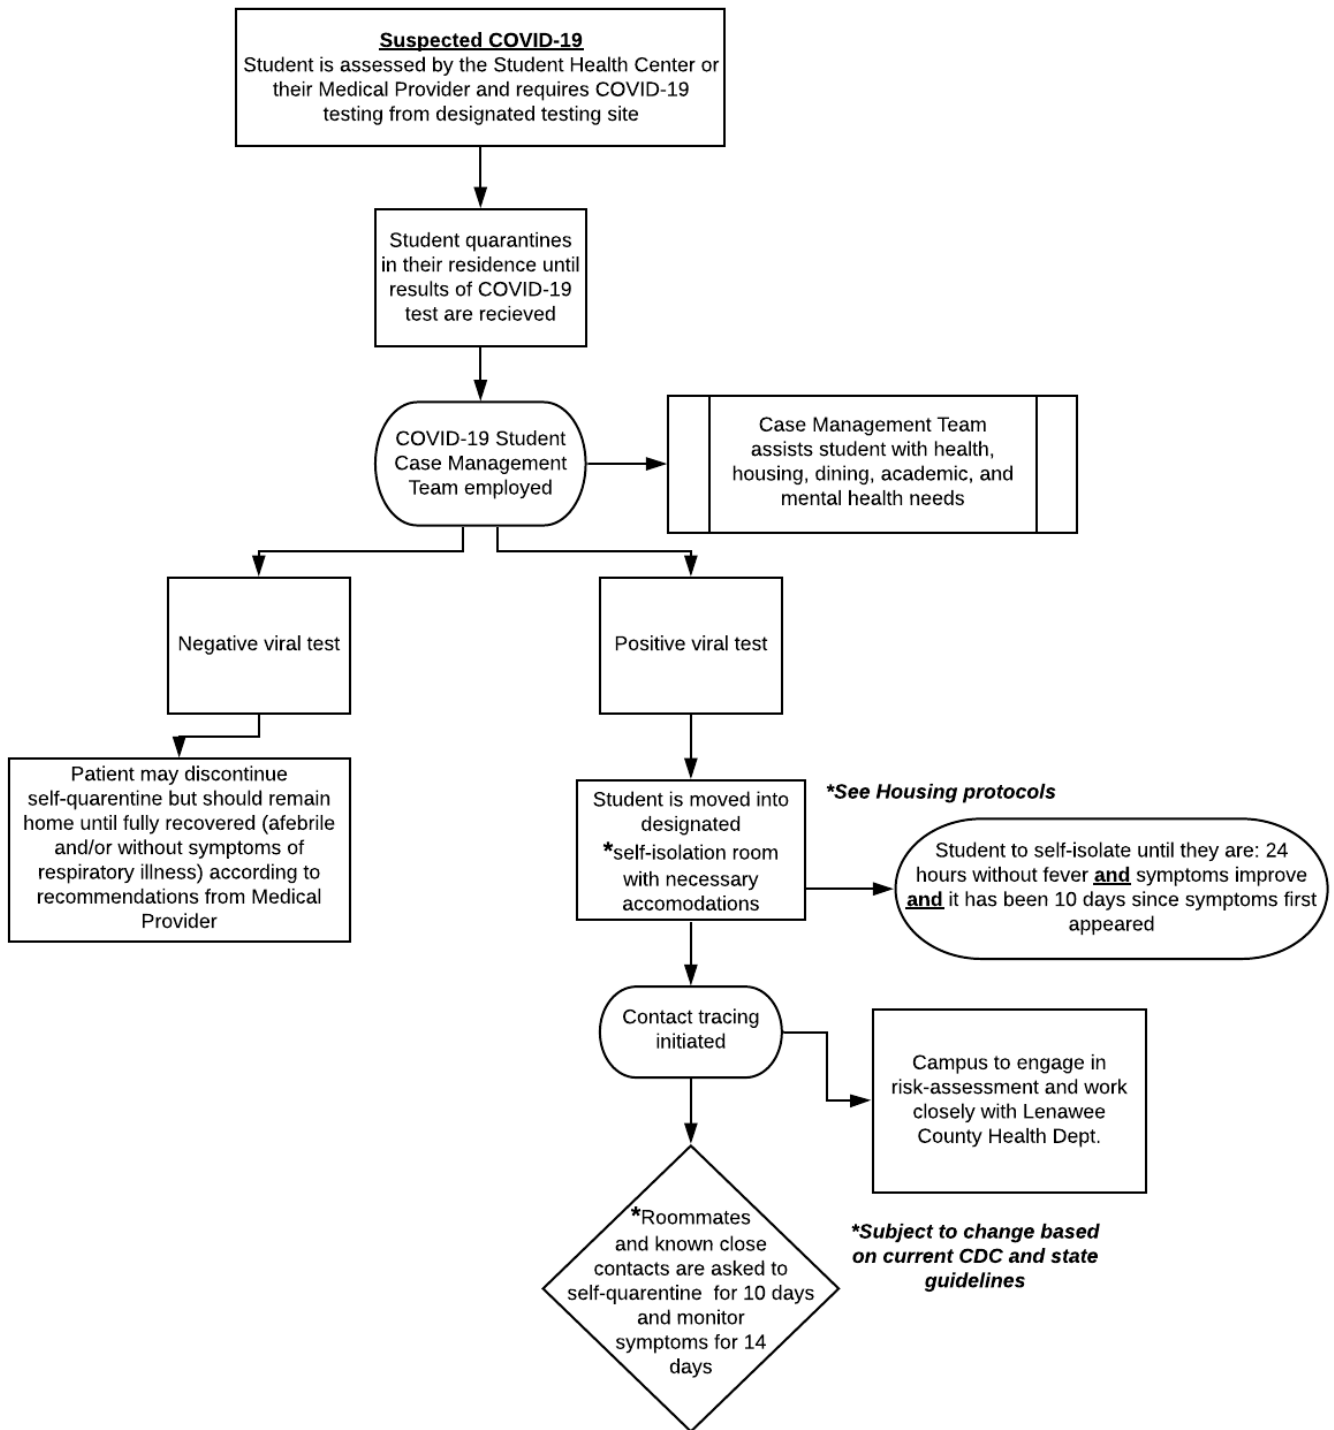 Suspected COVID-19
Student is assessed by the Student Health Center or
their Medical Provider and requires COVID-19
testing from designated testing site
Student quarantines
in their residence until
results of COVID-19
test are recieved
COVID-19 Student
Case Management
Team employed
Case Management Team
assists student with health,
housing, dining, academic, and
mental health needs
Negative viral test
Positive viral test
Patient may discontinue
self-quarentine but should remain
home until fully recovered (afebrile
and/or without symptoms of
respiratory illness) according to
recommendations from Medical
Provider
Student is moved into
designated
*self-isolation room
with necessary
accomodations
*See Housing protocols
Student to self-isolate until they are: 24
hours without fever and symptoms improve
and it has been 10 days since symptoms first
appeared
Contact tracing
initiated
Campus to engage in
risk-assessment and work
closely with Lenawee
County Health Dept.
*Roommates
and known close
contacts are asked to
self-quarentine for 10 days
and monitor
symptoms for 14
days
*Subject to change based
on current CDC and state
guidelines